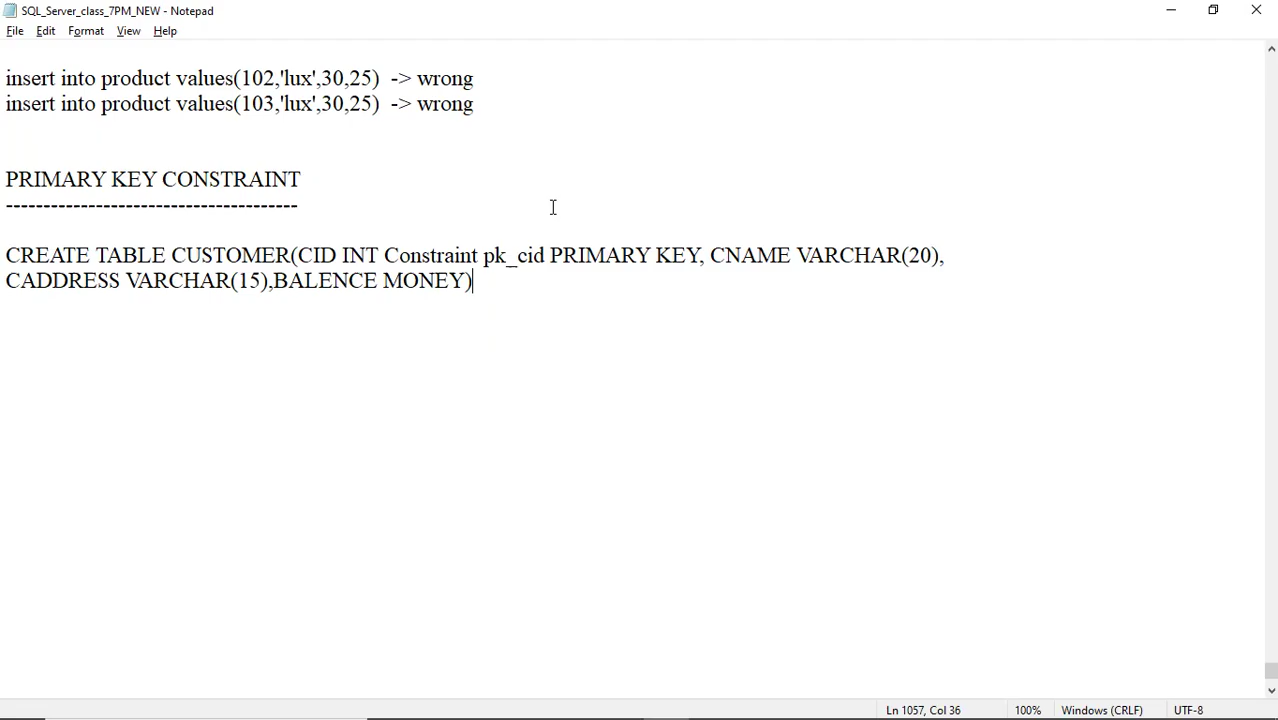 SQL_Server_class_7PM_NEW - Notepad
File Edit Format View Help
insert into product values(102,'lux',30,25)  -> wrong
insert into product values(103,'lux',30,25)  -> wrong
PRIMARY KEY CONSTRAINT
---------------------------------------
CREATE TABLE CUSTOMER(CID INT Constraint pk_cid PRIMARY KEY, CNAME VARCHAR(20),
CADDRESS VARCHAR(15),BALENCE MONEY)
Ln 1057, Col 36 100% Windows (CRLF) UTF-8